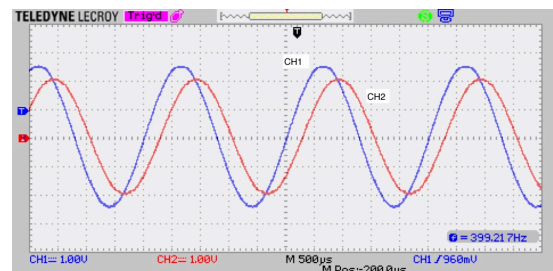 TELEDYNE LECROY Trig'd
T
CH1
CH2
T
2
f = 399.217Hz
CH1= 1.00V CH2= 1.00V M 500µs CH1 /960mV
M Pos:-200.0µs